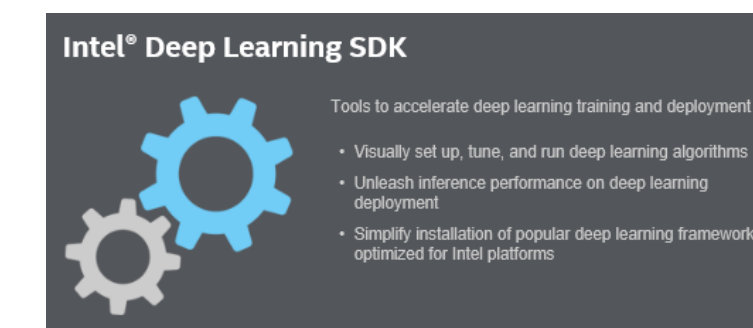 Intel® Deep Learning SDK
Tools to accelerate deep learning training and deployment
• Visually set up, tune, and run deep learning algorithms
• Unleash inference performance on deep learning
deployment
• Simplify installation of popular deep learning framework
optimized for Intel platforms